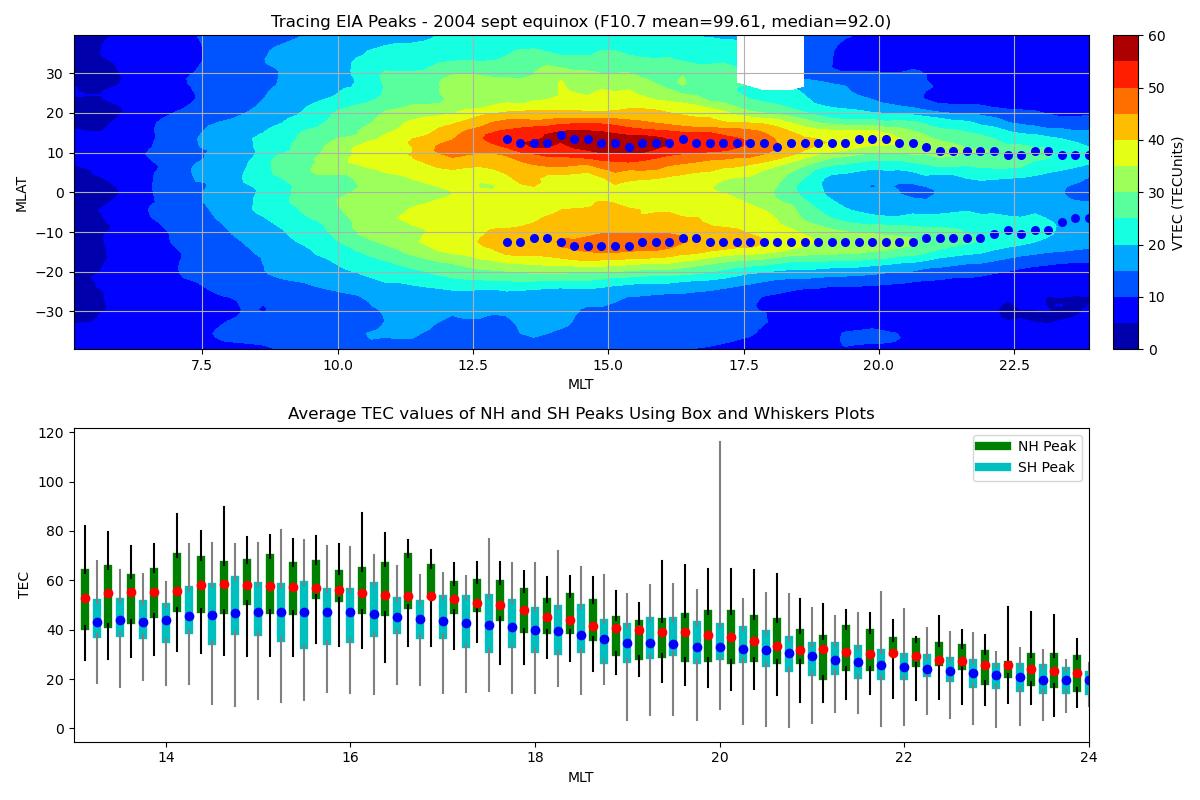 Tracing EIA Peaks - 2004 sept equinox (F10.7 mean=99.61, median=92.0)
MLAT
30
20
10
0
−10
−20
−30
7.5 10.0 12.5 15.0 17.5 20.0 22.5
MLT
60
50
40
30
20
10
0
VTEC (TECUnits)
Average TEC values of NH and SH Peaks Using Box and Whiskers Plots
TEC
120
100
80
60
40
20
0
NH Peak
SH Peak
14 16 18 20 22 24
MLT